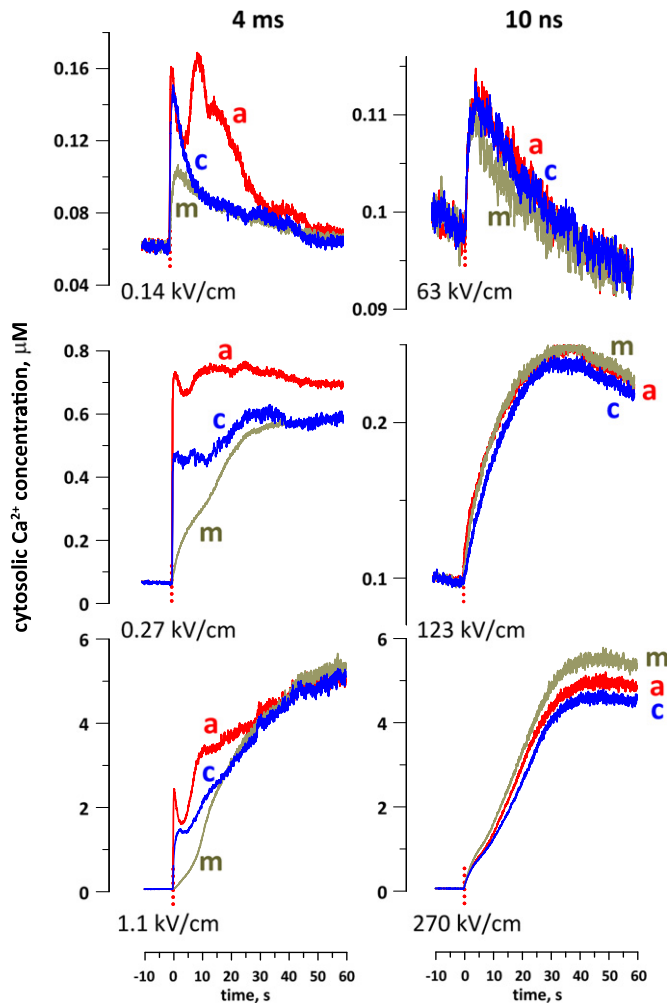 4 ms
10 ns
cytosolic Ca²⁺ concentration, μM
0.16
0.12
0.08
0.04
a
c
m
0.14 kV/cm
0.11
0.1
0.09
a
c
m
63 kV/cm
0.8
0.6
0.4
0.2
0
a
c
m
0.27 kV/cm
0.2
0.1
m
a
c
123 kV/cm
6
4
2
0
a
c
m
1.1 kV/cm
6
4
2
0
m
a
c
270 kV/cm
-10 0 10 20 30 40 50 60
time, s
-10 0 10 20 30 40 50 60
time, s